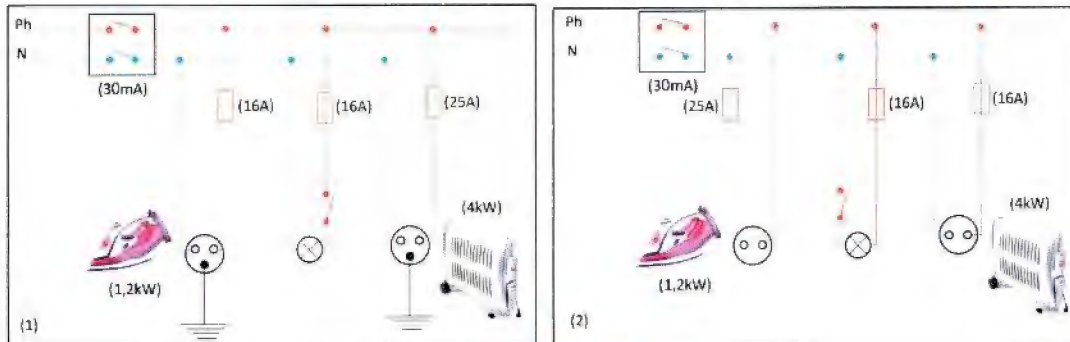 Ph
N
(30mA)
(16A)
(16A)
(25A)
(4kW)
(1,2kW)
(1)
Ph
N
(30mA)
(25A)
(16A)
(16A)
(4kW)
(1,2kW)
(2)